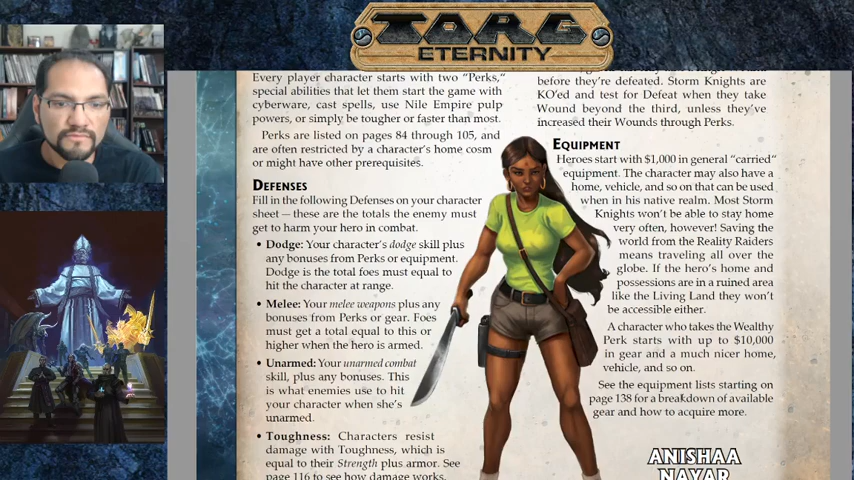 TORG
ETERNITY
Every player character starts with two “Perks,”
special abilities that let them start the game with
cyberware, cast spells, use Nile Empire pulp
powers, or simply be tougher or faster than most.
Perks are listed on pages 84 through 105, and
are often restricted by a character's home cosm
or might have other prerequisites.
DEFENSES
Fill in the following Defenses on your character
sheet — these are the totals the enemy must
get to harm your hero in combat.
• Dodge: Your character's dodge skill plus
any bonuses from Perks or equipment.
Dodge is the total foes must equal to
hit the character at range.
• Melee: Your melee weapons plus any
bonuses from Perks or gear. Foes
must get a total equal to this or
higher when the hero is armed.
• Unarmed: Your unarmed combat
skill, plus any bonuses. This
is what enemies use to hit
your character when she's
unarmed.
• Toughness: Characters resist
damage with Toughness, which is
equal to their Strength plus armor. See
page 116 to see how damage works.
before they're defeated. Storm Knights are
KO'ed and test for Defeat when they take
Wound beyond the third, unless they've
increased their Wounds through Perks.
EQUIPMENT
Heroes start with $1,000 in general “carried”
equipment. The character may also have a
home, vehicle, and so on that can be used
when in his native realm. Most Storm
Knights won't be able to stay home
very often, however! Saving the
world from the Reality Raiders
means traveling all over the
globe. If the hero's home and
possessions are in a ruined area
like the Living Land they won't
be accessible either.
A character who takes the Wealthy
Perk starts with up to $10,000
in gear and a much nicer home,
vehicle, and so on.
See the equipment lists starting on
page 138 for a breakdown of available
gear and how to acquire more.
ANISHAA
NAYAR